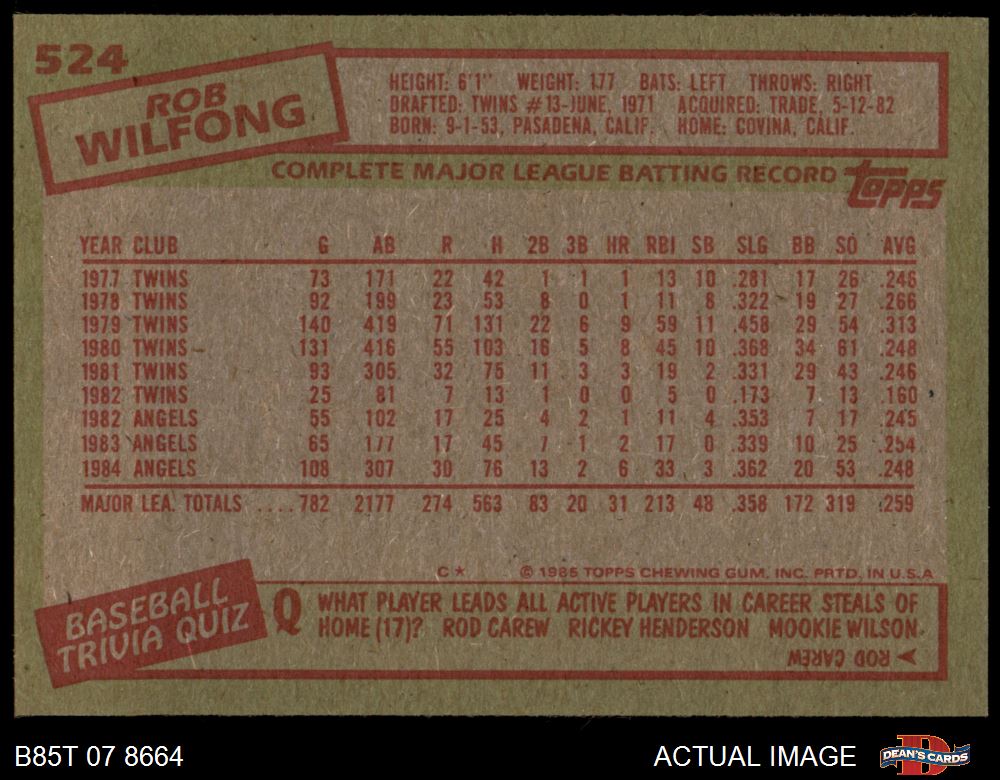 524
ROB
WILFONG
HEIGHT: 6'1" WEIGHT: 177 BATS: LEFT THROWS: RIGHT
DRAFTED: TWINS #13-JUNE, 1971 ACQUIRED: TRADE, 5-12-82
BORN: 9-1-53, PASADENA, CALIF. HOME: COVINA, CALIF.
COMPLETE MAJOR LEAGUE BATTING RECORD topps
YEAR CLUB G AB R H 2B 3B HR RBI SB SLG BB SO AVG
1977 TWINS 73 171 22 42 1 1 1 13 10 .281 17 26 .246
1978 TWINS 92 199 23 53 8 0 1 11 8 .322 19 27 .266
1979 TWINS 140 419 71 131 22 6 9 59 11 .458 29 54 .313
1980 TWINS 131 416 55 103 16 5 8 45 10 .368 34 61 .248
1981 TWINS 93 305 32 75 11 3 3 19 2 .331 29 43 .246
1982 TWINS 25 81 7 13 1 0 0 5 0 .173 7 13 .160
1982 ANGELS 55 102 17 25 4 2 1 11 4 .353 7 17 .245
1983 ANGELS 65 177 17 45 7 1 2 17 0 .339 10 25 .254
1984 ANGELS 108 307 30 76 13 2 6 33 3 .362 20 53 .248
MAJOR LEA. TOTALS .... 782 2177 274 563 83 20 31 213 48 .358 172 319 .259
C★ © 1985 TOPPS CHEWING GUM, INC. PRTD. IN U.S.A.
BASEBALL
TRIVIA QUIZ
Q WHAT PLAYER LEADS ALL ACTIVE PLAYERS IN CAREER STEALS OF
HOME (17)? ROD CAREW RICKEY HENDERSON MOOKIE WILSON
ROD CAREW
B85T 07 8664
ACTUAL IMAGE
DEAN'S CARDS